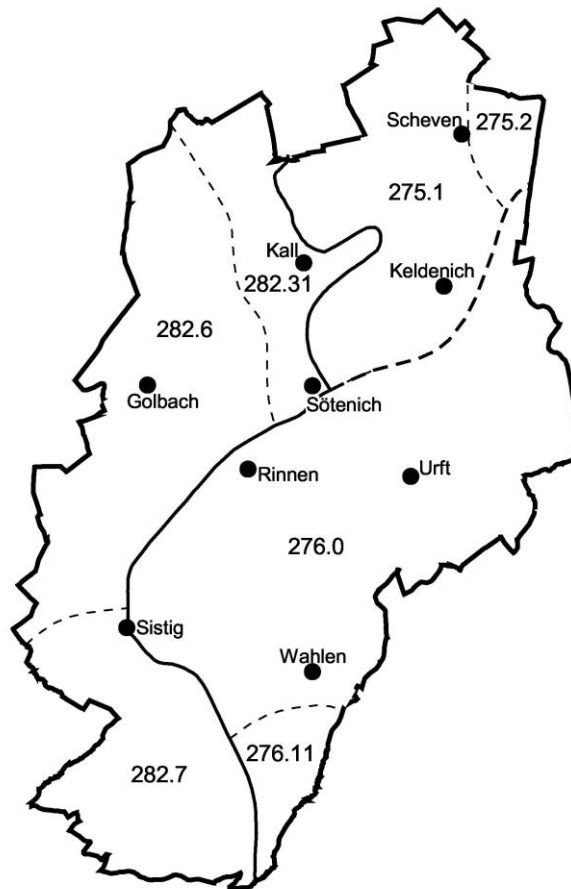 Scheven
275.2
275.1
Kall
282.31
Keldenich
282.6
Golbach
Sötenich
Rinnen
Urft
276.0
Sistig
Wahlen
276.11
282.7